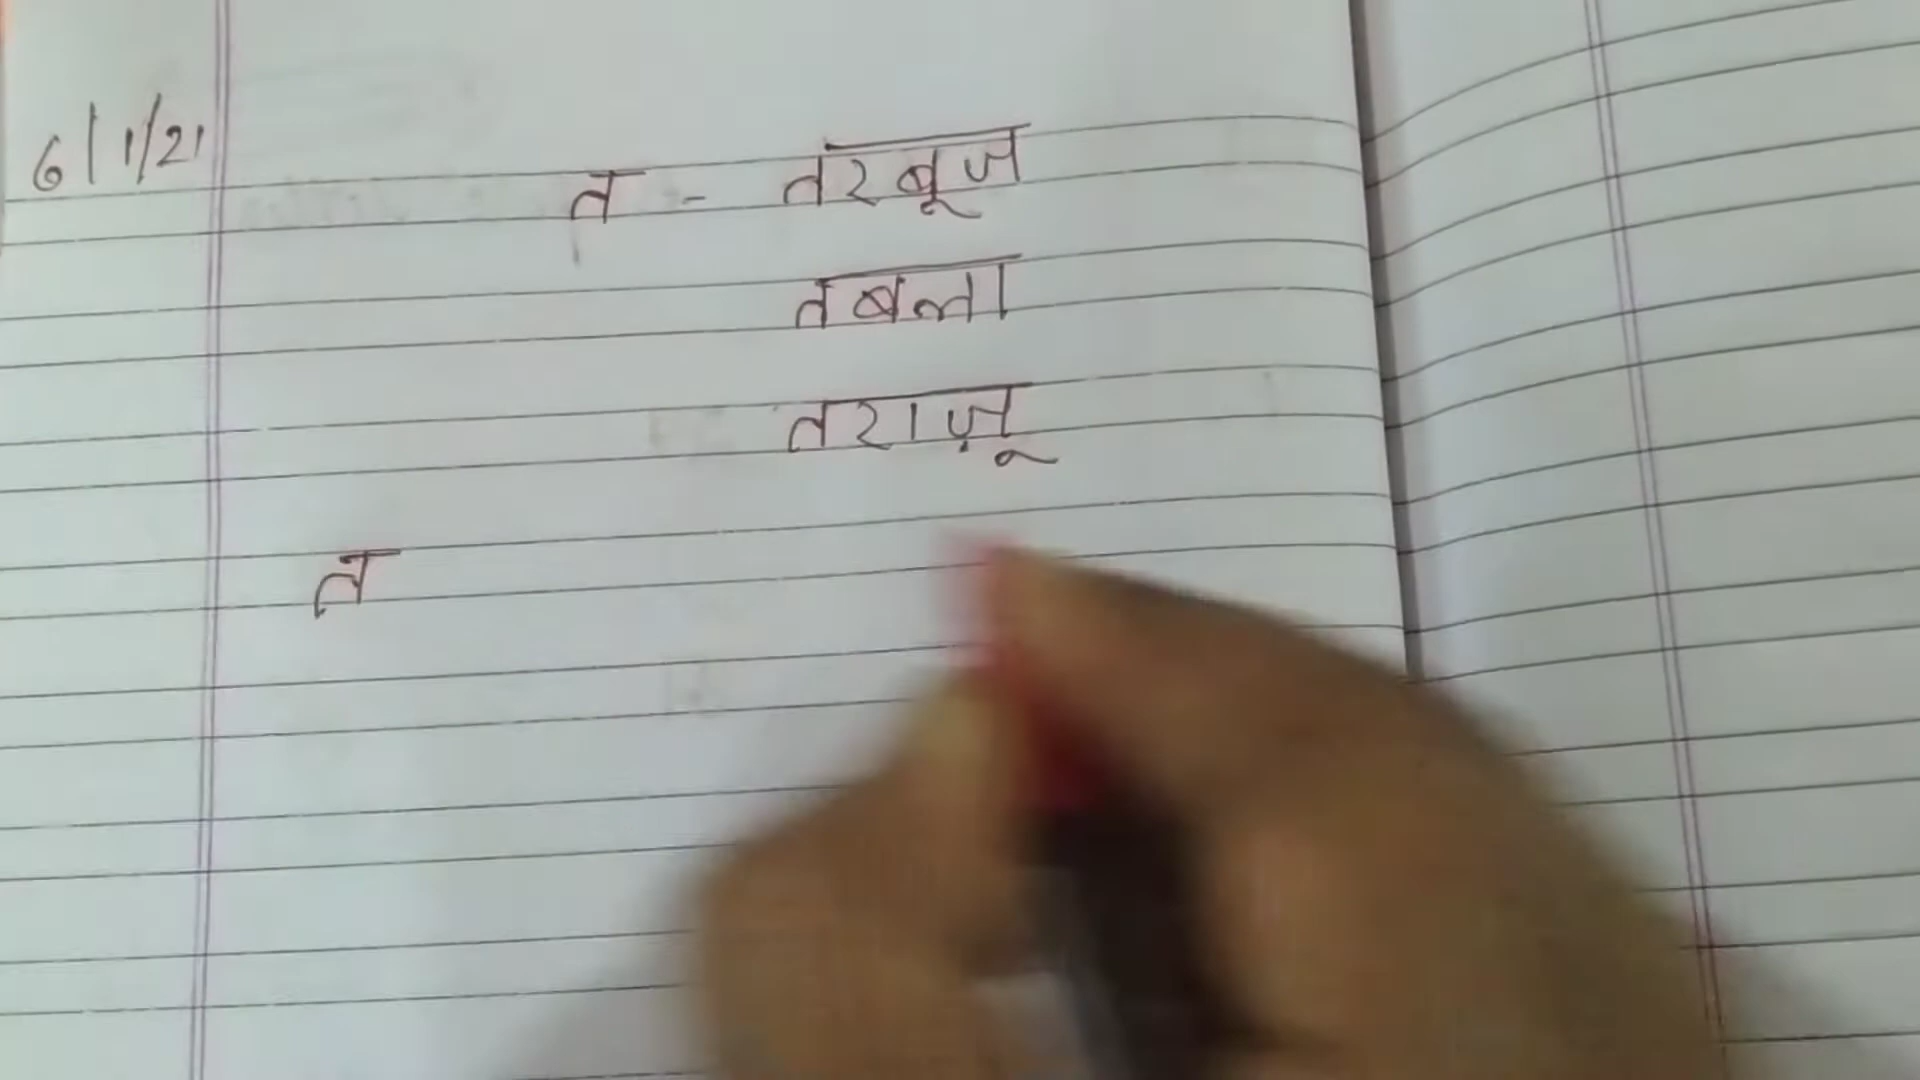 6/1/21
त - तरबूज
तबला
तराज़ू
त